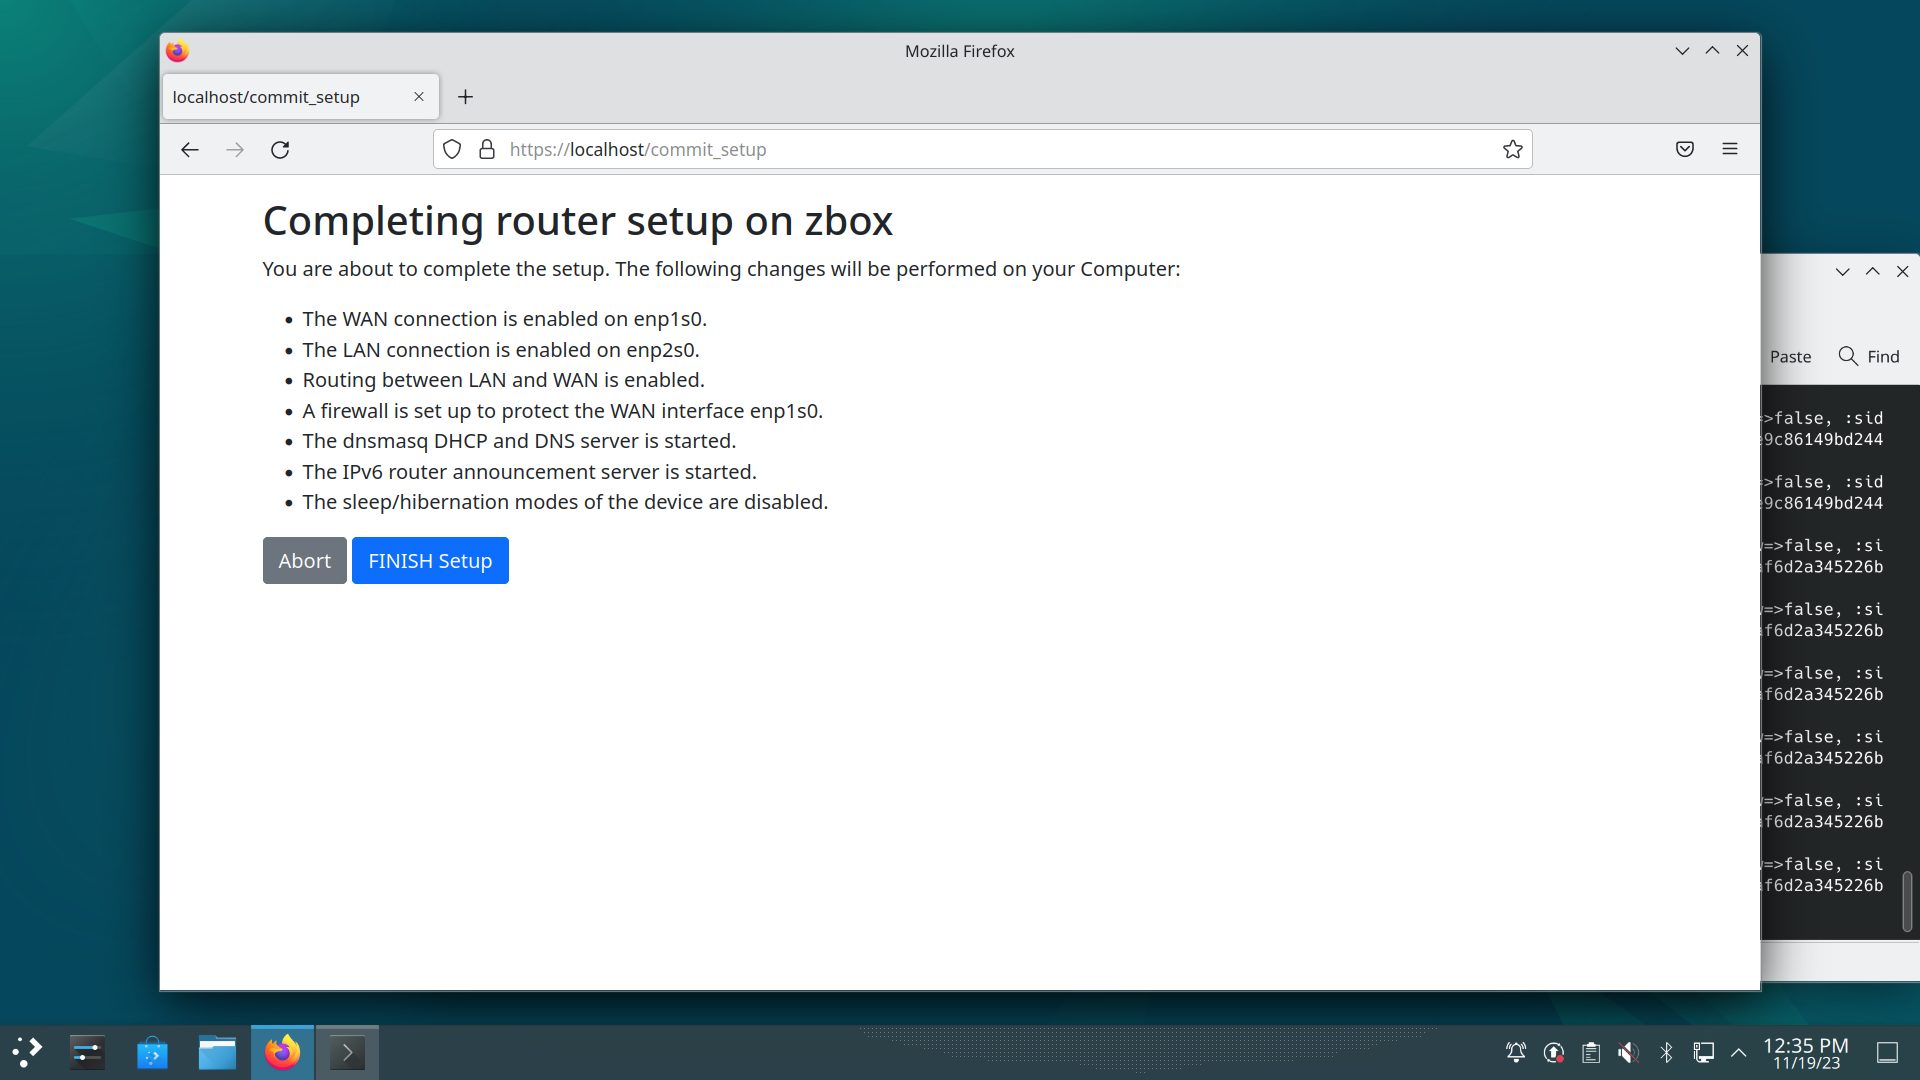 Mozilla Firefox
localhost/commit_setup
https://localhost/commit_setup
Completing router setup on zbox
You are about to complete the setup. The following changes will be performed on your Computer:
The WAN connection is enabled on enp1s0.
The LAN connection is enabled on enp2s0.
Routing between LAN and WAN is enabled.
A firewall is set up to protect the WAN interface enp1s0.
The dnsmasq DHCP and DNS server is started.
The IPv6 router announcement server is started.
The sleep/hibernation modes of the device are disabled.
Abort
FINISH Setup
Paste
Find
=>false, :sid
9c86149bd244
=>false, :sid
9c86149bd244
=>false, :si
f6d2a345226b
=>false, :si
f6d2a345226b
=>false, :si
f6d2a345226b
=>false, :si
f6d2a345226b
=>false, :si
f6d2a345226b
=>false, :si
f6d2a345226b
12:35 PM
11/19/23